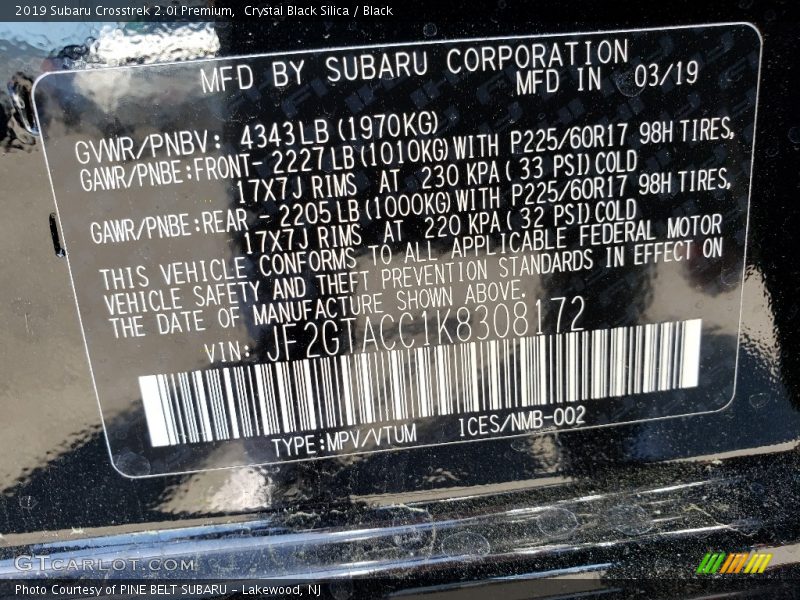 2019 Subaru Crosstrek 2.0i Premium,  Crystal Black Silica / Black
MFD BY SUBARU CORPORATION
MFD IN 03/19
GVWR/PNBV: 4343LB(1970KG)
GAWR/PNBE:FRONT- 2227LB(1010KG)WITH P225/60R17 98H TIRES,
17X7J RIMS AT 230 KPA( 33 PSI)COLD
GAWR/PNBE:REAR - 2205LB(1000KG)WITH P225/60R17 98H TIRES,
17X7J RIMS AT 220 KPA( 32 PSI)COLD
THIS VEHICLE CONFORMS TO ALL APPLICABLE FEDERAL MOTOR
VEHICLE SAFETY AND THEFT PREVENTION STANDARDS IN EFFECT ON
THE DATE OF MANUFACTURE SHOWN ABOVE.
VIN: JF2GTACC1K8308172
TYPE:MPV/VTUM ICES/NMB-002
GTCARLOT.COM
Photo Courtesy of PINE BELT SUBARU - Lakewood, NJ